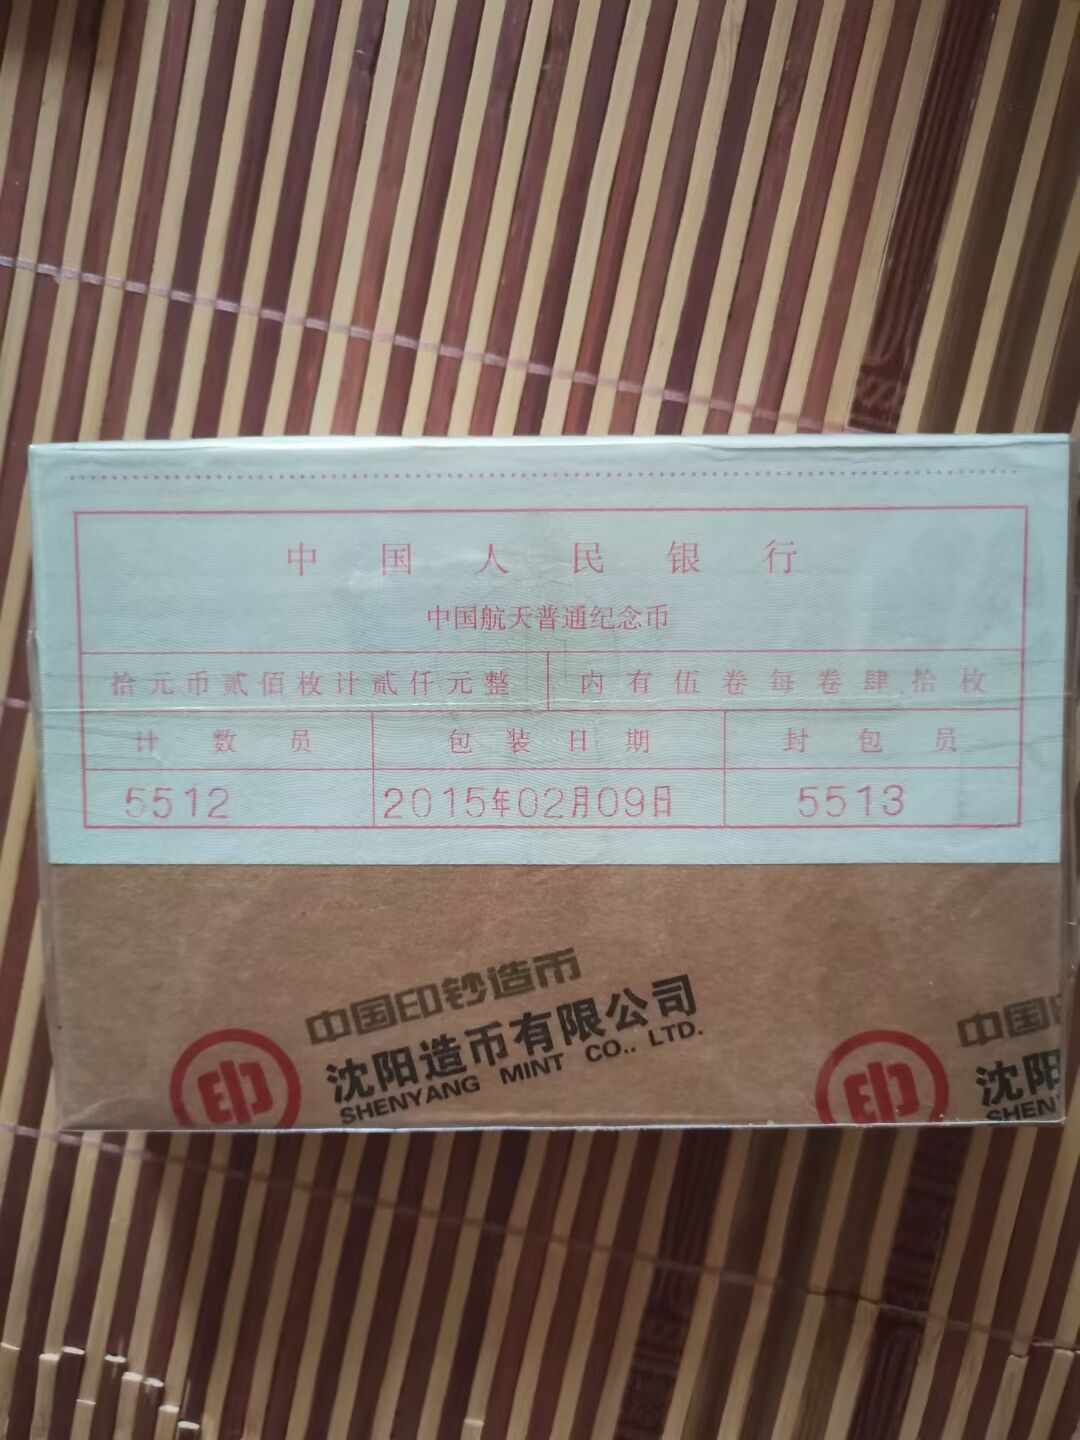 中国人民银行
中国航天普通纪念币
拾元币贰佰枚计贰仟元整 内有伍卷每卷肆拾枚
计数员 包装日期 封包员
5512 2015年02月09日 5513
中国印钞造币
沈阳造币有限公司
SHENYANG MINT CO., LTD.
印
中国印
沈阳
SHEN
印